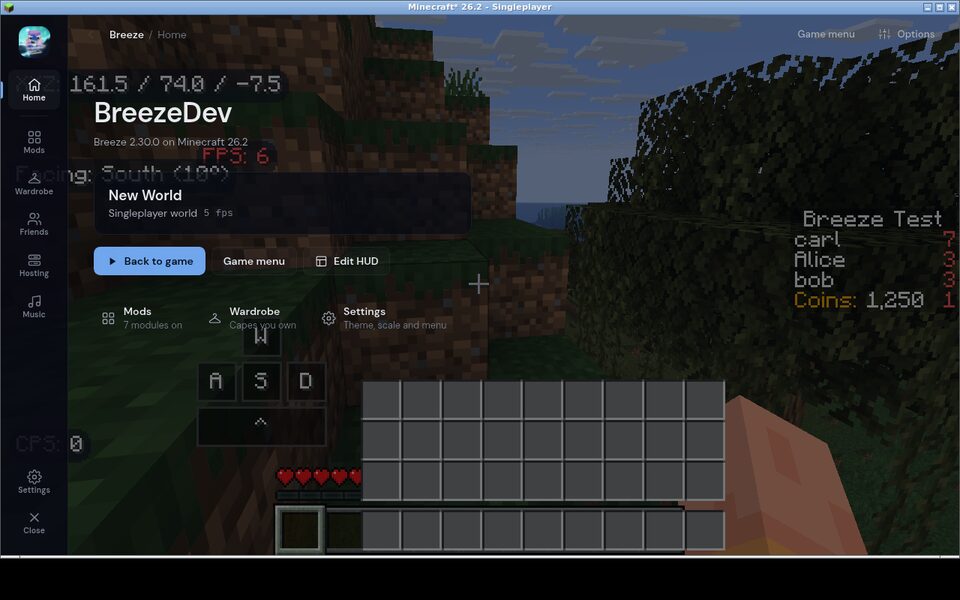 Minecraft* 26.2 - Singleplayer
Breeze / Home
Game menu
Options
XYZ: 161.5 / 74.0 / -7.5
Home
BreezeDev
Breeze 2.30.0 on Minecraft 26.2
FPS: 6
Mods
Facing: South (10°)
Wardrobe
New World
Singleplayer world 5 fps
Friends
Breeze Test
carl 7
Alice 3
bob 3
Coins: 1,250 1
Back to game
Game menu
Edit HUD
Hosting
Music
Mods
7 modules on
Wardrobe
Capes you own
Settings
Theme, scale and menu
W
A
S
D
^
CPS: 0
Settings
Close